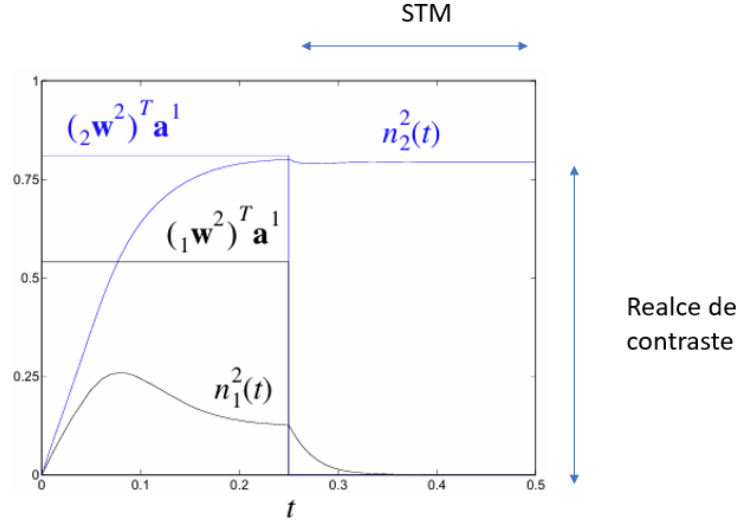 STM
1
(₂w²)ᵀa¹
n₂²(t)
0.75
(₁w²)ᵀa¹
0.5
Realce de
contraste
0.25
n₁²(t)
0
0 0.1 0.2 0.3 0.4 0.5
t